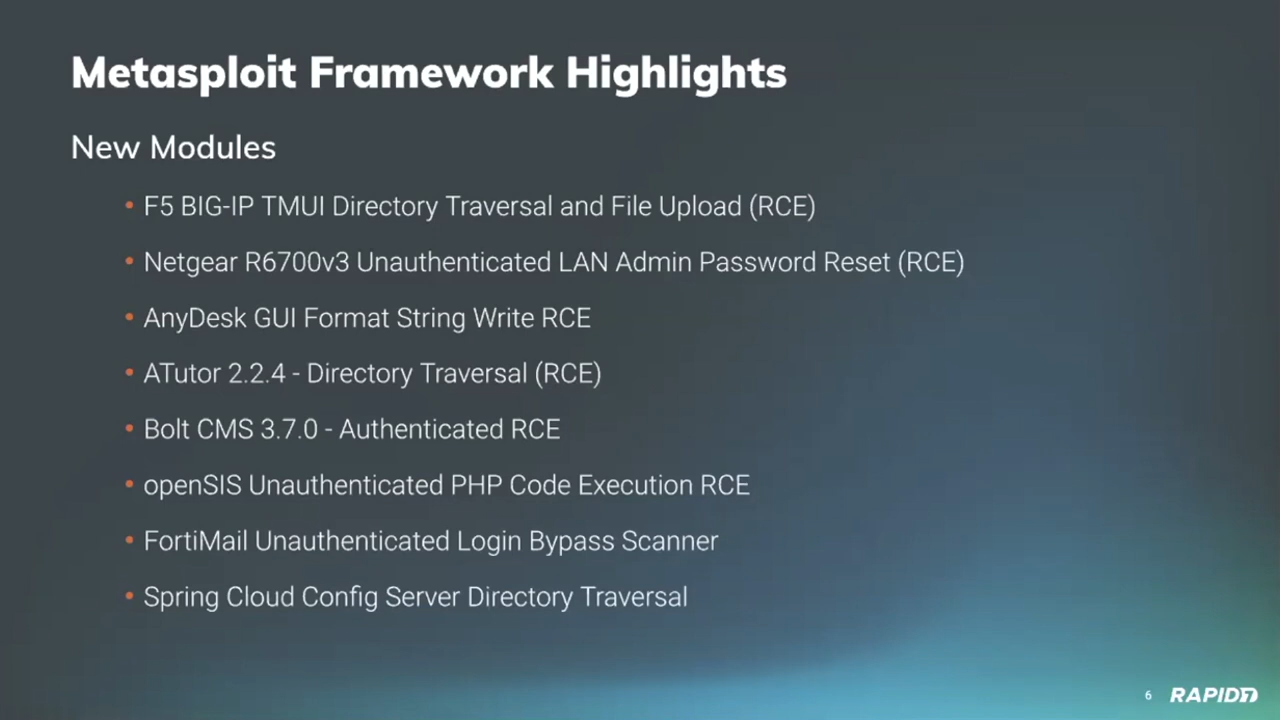 Metasploit Framework Highlights
New Modules
• F5 BIG-IP TMUI Directory Traversal and File Upload (RCE)
• Netgear R6700v3 Unauthenticated LAN Admin Password Reset (RCE)
• AnyDesk GUI Format String Write RCE
• ATutor 2.2.4 - Directory Traversal (RCE)
• Bolt CMS 3.7.0 - Authenticated RCE
• openSIS Unauthenticated PHP Code Execution RCE
• FortiMail Unauthenticated Login Bypass Scanner
• Spring Cloud Config Server Directory Traversal
6 RAPID7